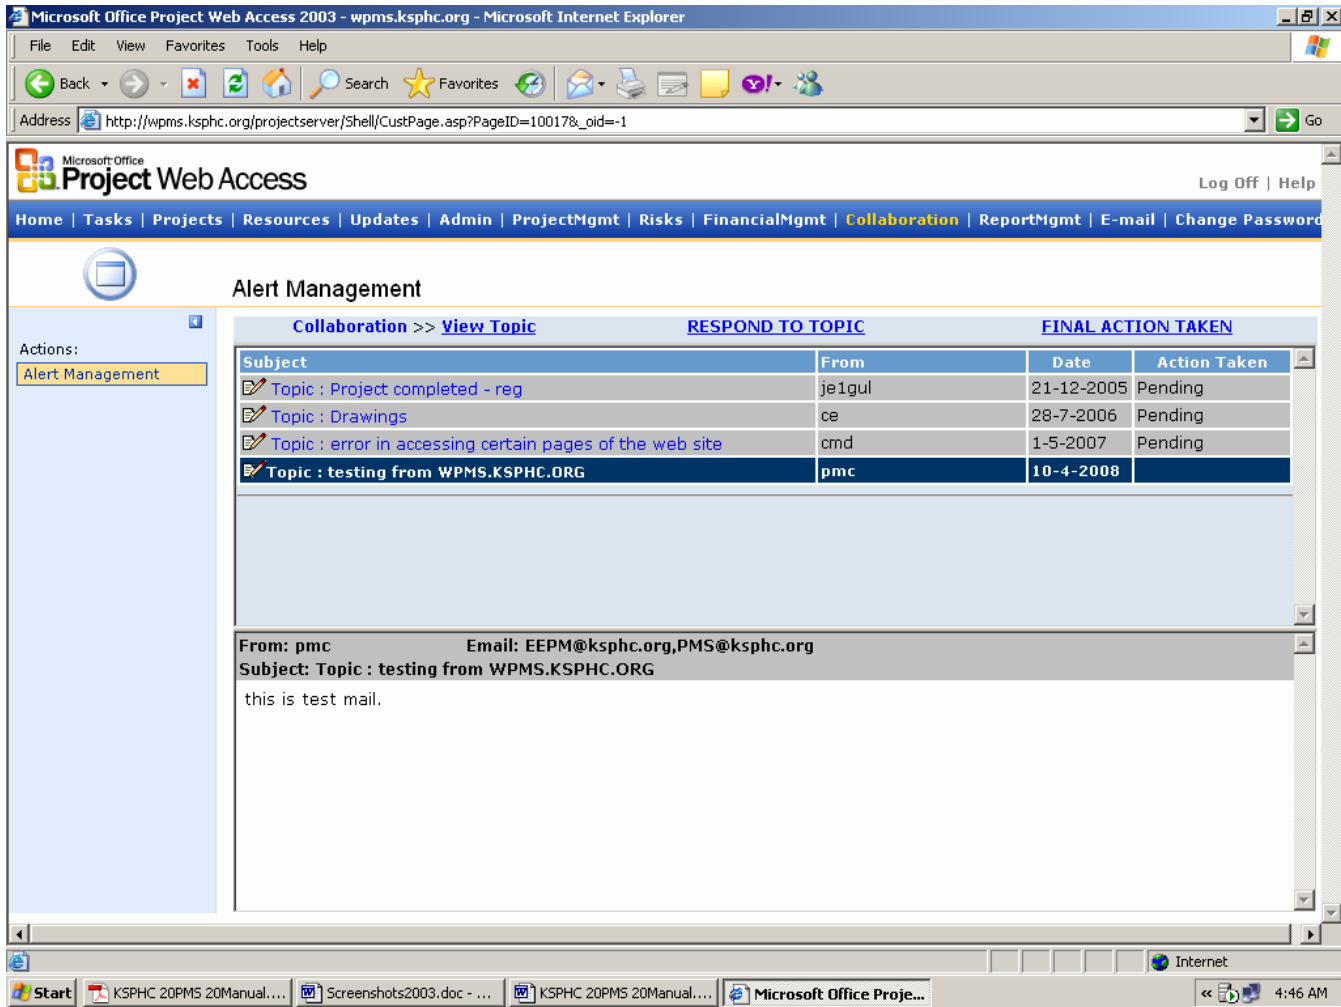 Microsoft Office Project Web Access 2003 - wpms.ksphc.org - Microsoft Internet Explorer
File Edit View Favorites Tools Help
Back Search Favorites
Address http://wpms.ksphc.org/projectserver/Shell/CustPage.asp?PageID=10017&_oid=-1 Go
Microsoft Office
Project Web Access
Log Off | Help
Home | Tasks | Projects | Resources | Updates | Admin | ProjectMgmt | Risks | FinancialMgmt | Collaboration | ReportMgmt | E-mail | Change Password
Alert Management
Collaboration >> View Topic RESPOND TO TOPIC FINAL ACTION TAKEN
Actions:
Alert Management
Subject From Date Action Taken
Topic : Project completed - reg je1gul 21-12-2005 Pending
Topic : Drawings ce 28-7-2006 Pending
Topic : error in accessing certain pages of the web site cmd 1-5-2007 Pending
Topic : testing from WPMS.KSPHC.ORG pmc 10-4-2008
From: pmc Email: EEPM@ksphc.org,PMS@ksphc.org
Subject: Topic : testing from WPMS.KSPHC.ORG
this is test mail.
Internet
Start KSPHC 20PMS 20Manual.... Screenshots2003.doc - ... KSPHC 20PMS 20Manual.... Microsoft Office Proje... « 4:46 AM